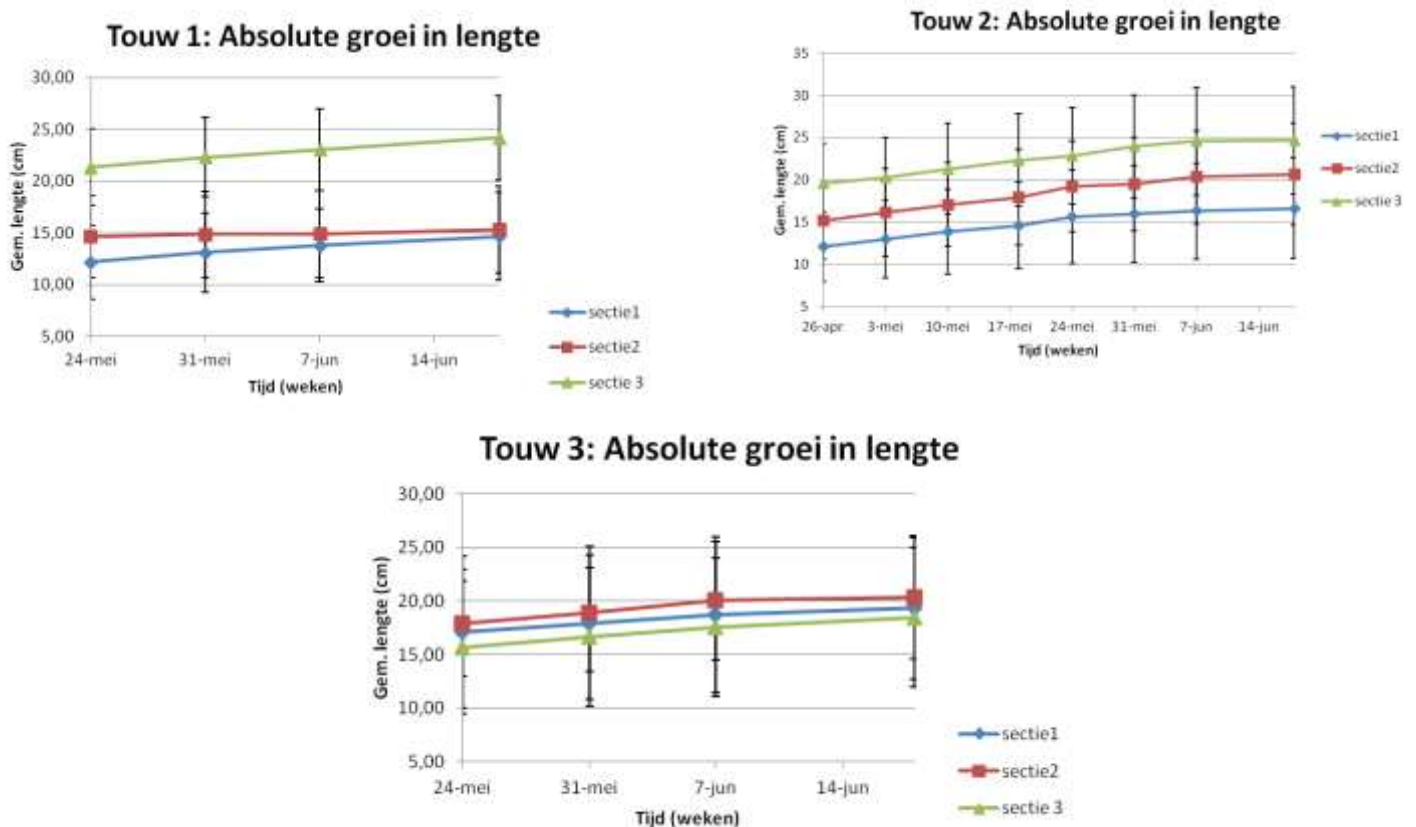 Touw 1: Absolute groei in lengte
30,00
25,00
20,00
15,00
10,00
5,00
Gem. lengte (cm)
24-mei 31-mei 7-jun 14-jun
Tijd (weken)
sectie1
sectie2
sectie 3
Touw 2: Absolute groei in lengte
35
30
25
20
15
10
5
Gem. lengte (cm)
26-apr 3-mei 10-mei 17-mei 24-mei 31-mei 7-jun 14-jun
Tijd (weken)
sectie1
sectie2
sectie 3
Touw 3: Absolute groei in lengte
30,00
25,00
20,00
15,00
10,00
5,00
Gem. lengte (cm)
24-mei 31-mei 7-jun 14-jun
Tijd (weken)
sectie1
sectie2
sectie 3